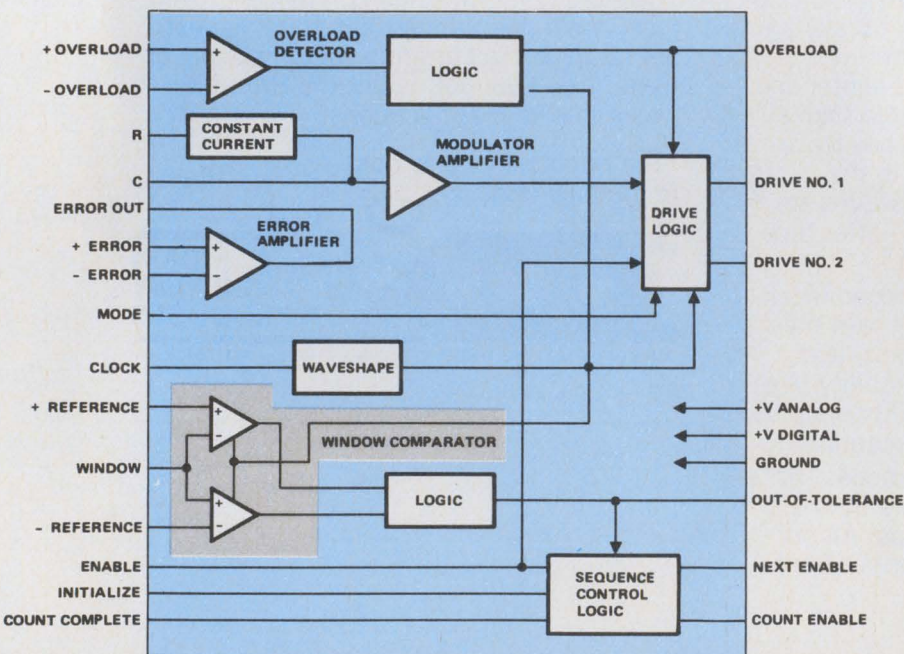 + OVERLOAD
- OVERLOAD
R
C
ERROR OUT
+ ERROR
- ERROR
MODE
CLOCK
+ REFERENCE
WINDOW
- REFERENCE
ENABLE
INITIALIZE
COUNT COMPLETE
+
-
OVERLOAD
DETECTOR
LOGIC
CONSTANT
CURRENT
MODULATOR
AMPLIFIER
+
-
ERROR
AMPLIFIER
DRIVE
LOGIC
WAVESHAPE
+
-
WINDOW COMPARATOR
+
-
LOGIC
SEQUENCE
CONTROL
LOGIC
OVERLOAD
DRIVE NO. 1
DRIVE NO. 2
+V ANALOG
+V DIGITAL
GROUND
OUT-OF-TOLERANCE
NEXT ENABLE
COUNT ENABLE